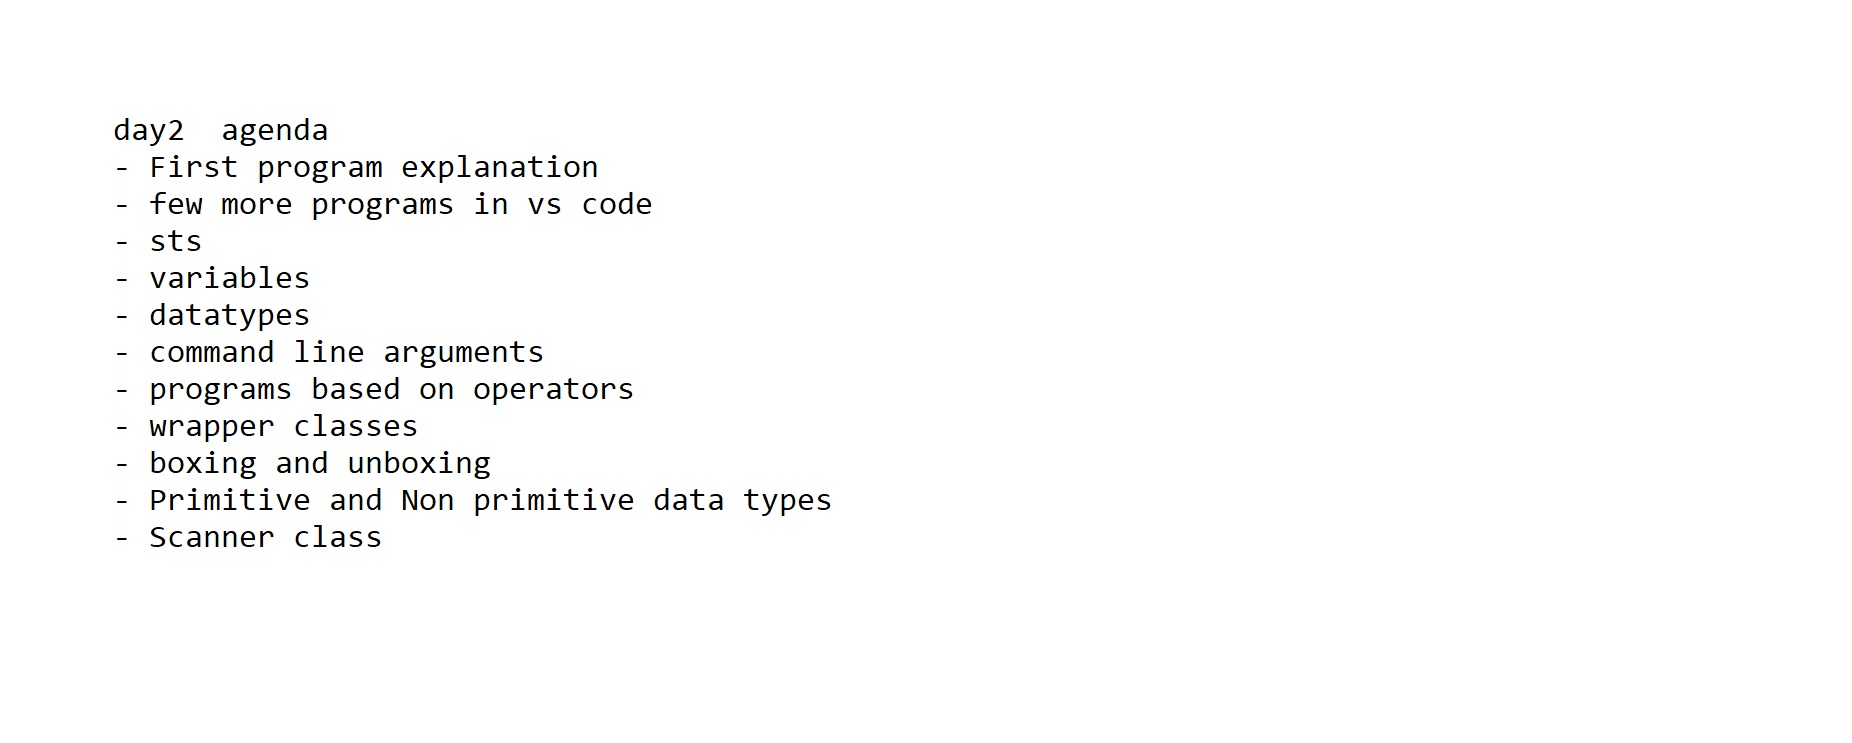 day2  agenda
- First program explanation
- few more programs in vs code
- sts
- variables
- datatypes
- command line arguments
- programs based on operators
- wrapper classes
- boxing and unboxing
- Primitive and Non primitive data types
- Scanner class